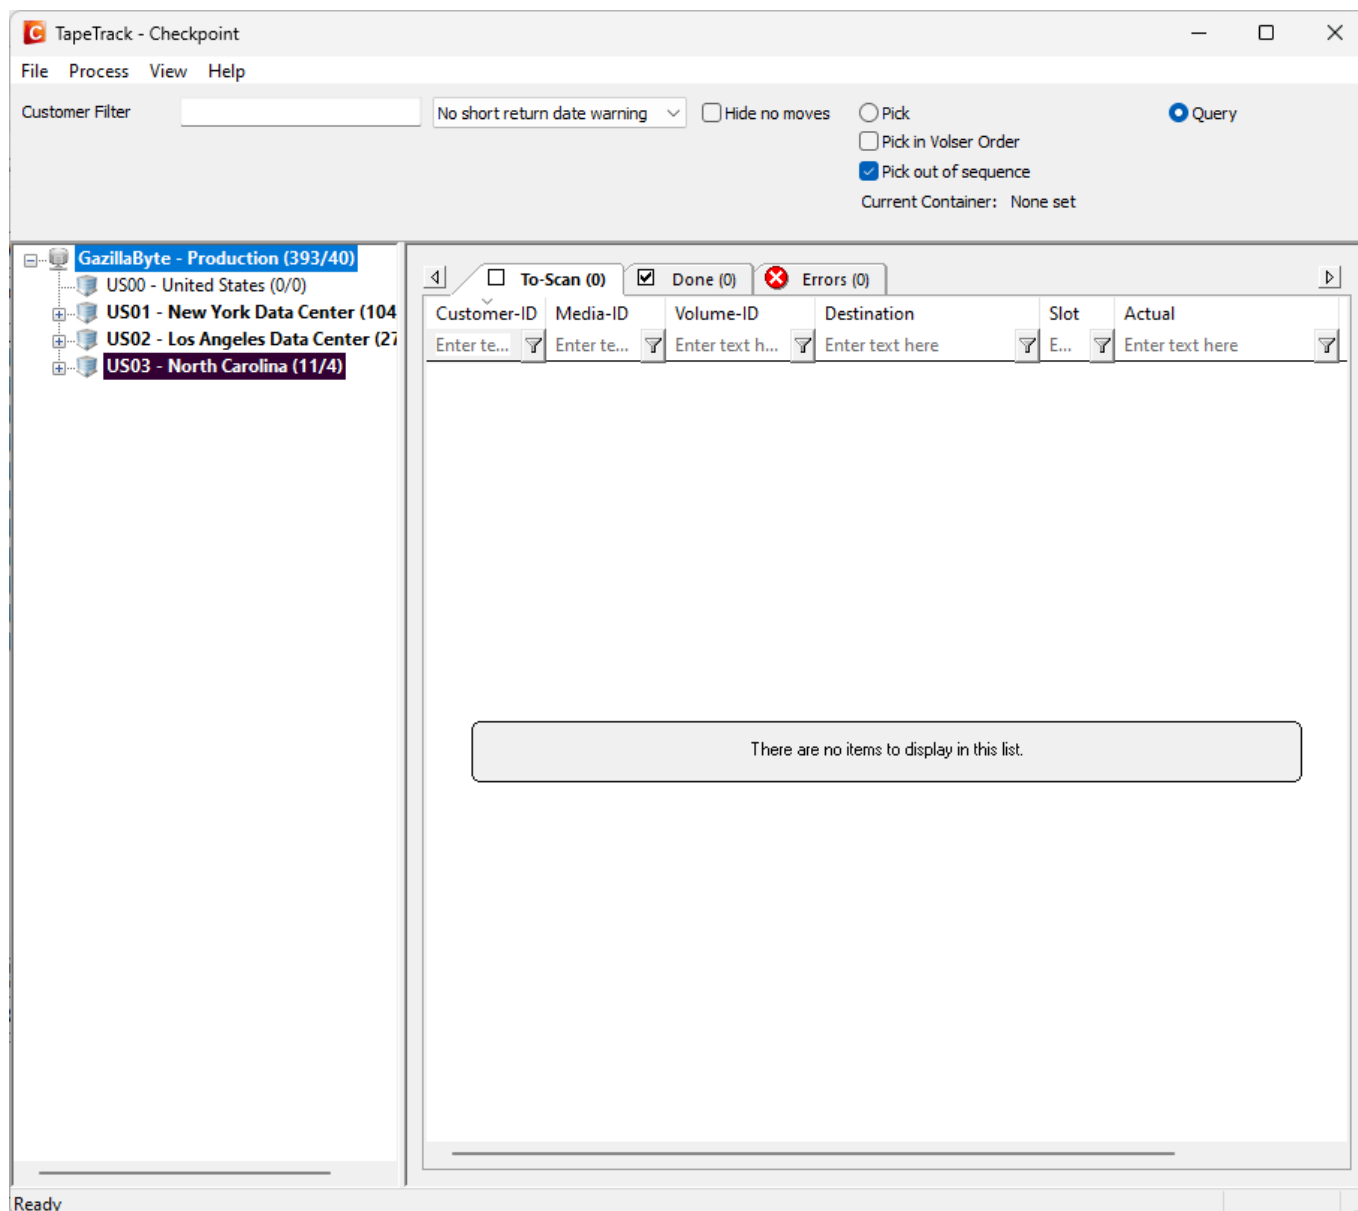 TapeTrack - Checkpoint
File Process View Help
Customer Filter No short return date warning Hide no moves Pick Query
Pick in Volser Order
Pick out of sequence
Current Container: None set
GazillaByte - Production (393/40)
US00 - United States (0/0)
US01 - New York Data Center (104
US02 - Los Angeles Data Center (27
US03 - North Carolina (11/4)
To-Scan (0) Done (0) Errors (0)
Customer-ID Media-ID Volume-ID Destination Slot Actual
Enter te... Enter te... Enter text h... Enter text here E... Enter text here
There are no items to display in this list.
Ready